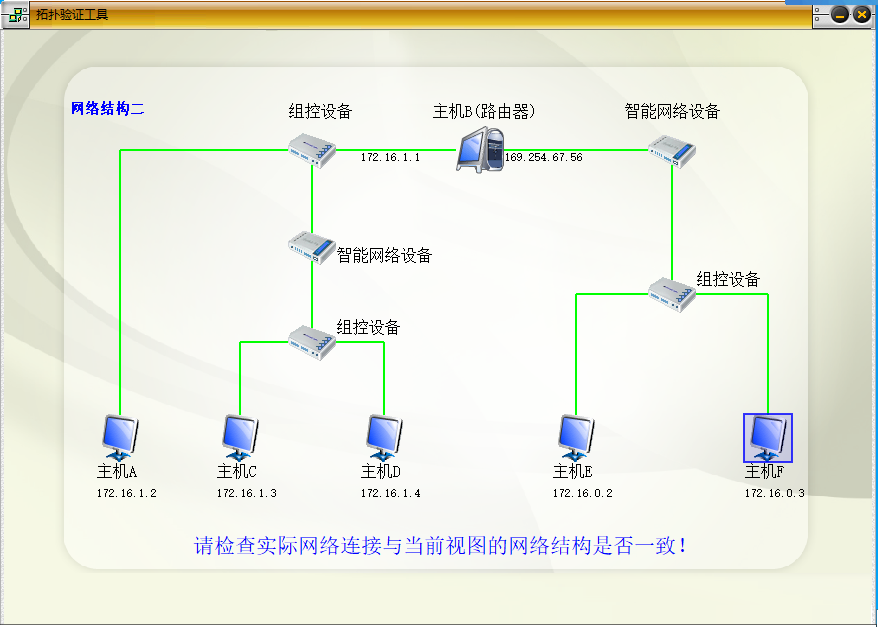 拓扑验证工具
网络结构二
组控设备
主机B(路由器)
智能网络设备
172.16.1.1
169.254.67.56
智能网络设备
组控设备
组控设备
主机A
主机C
主机D
主机E
主机F
172.16.1.2
172.16.1.3
172.16.1.4
172.16.0.2
172.16.0.3
请检查实际网络连接与当前视图的网络结构是否一致！